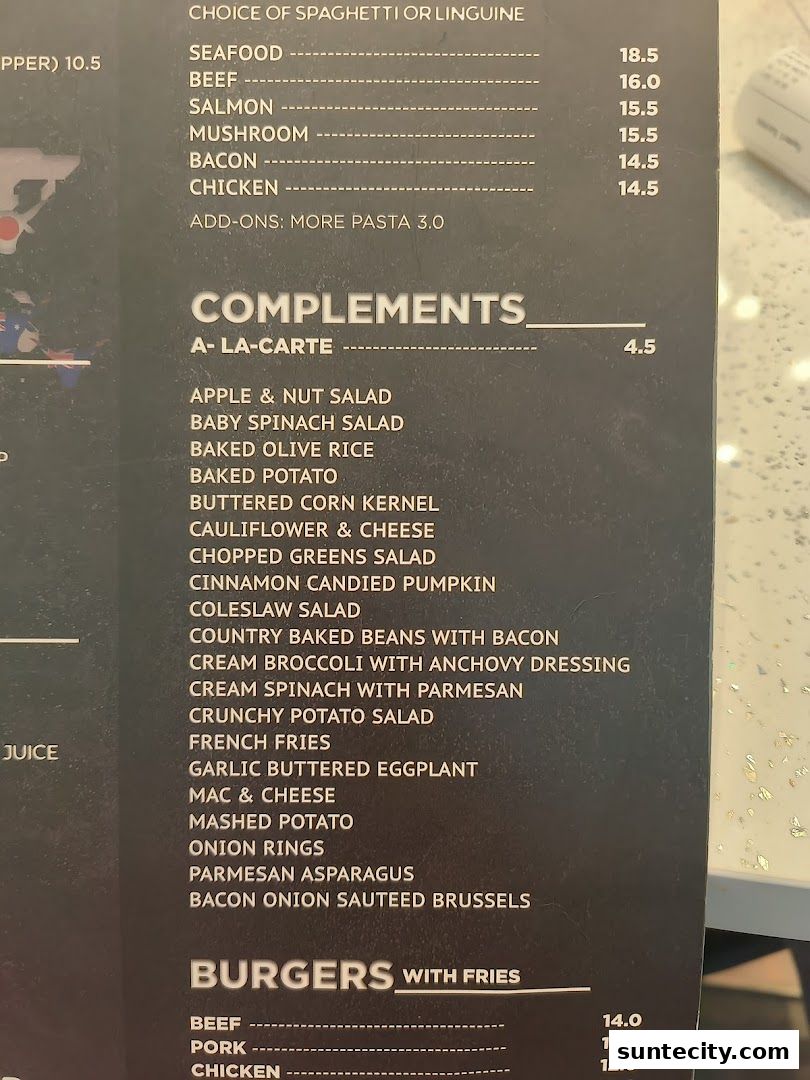 CHOICE OF SPAGHETTI OR LINGUINE
PPER) 10.5
SEAFOOD 18.5
BEEF 16.0
SALMON 15.5
MUSHROOM 15.5
BACON 14.5
CHICKEN 14.5
ADD-ONS: MORE PASTA 3.0
COMPLEMENTS
A- LA-CARTE 4.5
APPLE & NUT SALAD
BABY SPINACH SALAD
BAKED OLIVE RICE
P
BAKED POTATO
BUTTERED CORN KERNEL
CAULIFLOWER & CHEESE
CHOPPED GREENS SALAD
CINNAMON CANDIED PUMPKIN
COLESLAW SALAD
COUNTRY BAKED BEANS WITH BACON
CREAM BROCCOLI WITH ANCHOVY DRESSING
CREAM SPINACH WITH PARMESAN
CRUNCHY POTATO SALAD
FRENCH FRIES
JUICE
GARLIC BUTTERED EGGPLANT
MAC & CHEESE
MASHED POTATO
ONION RINGS
PARMESAN ASPARAGUS
BACON ONION SAUTEED BRUSSELS
BURGERS WITH FRIES
BEEF 14.0
PORK
CHICKEN
suntecity.com